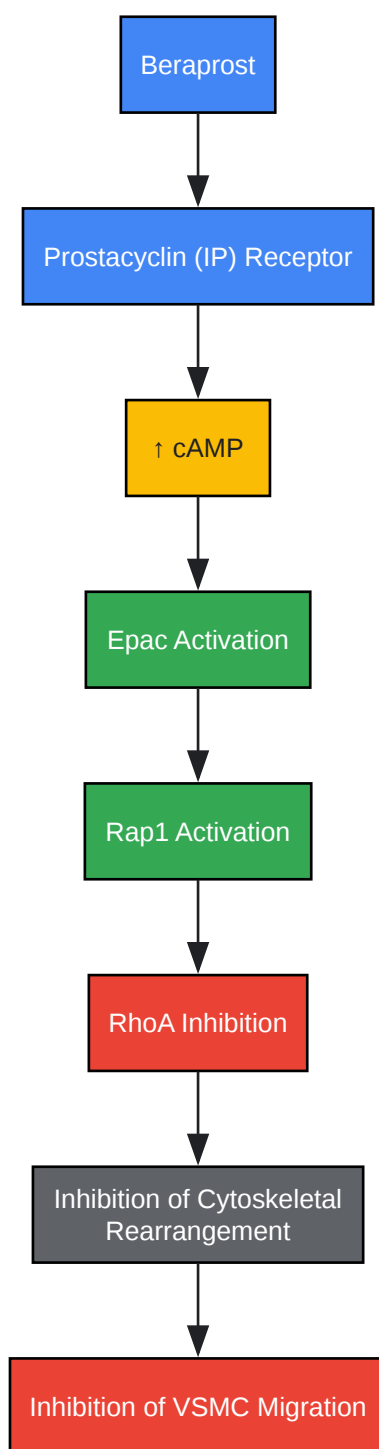 Beraprost
Prostacyclin (IP) Receptor
↑ cAMP
Epac Activation
Rap1 Activation
RhoA Inhibition
Inhibition of Cytoskeletal
Rearrangement
Inhibition of VSMC Migration